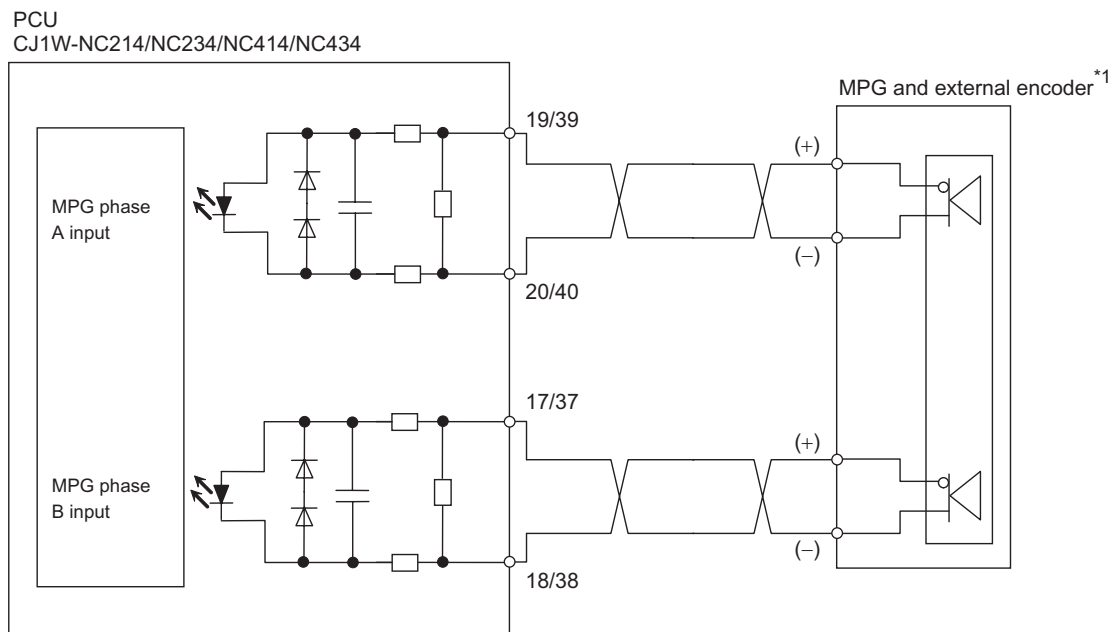 PCU
CJ1W-NC214/NC234/NC414/NC434
MPG and external encoder*1
19/39
(+)
MPG phase
A input
(−)
20/40
17/37
(+)
MPG phase
B input
(−)
18/38